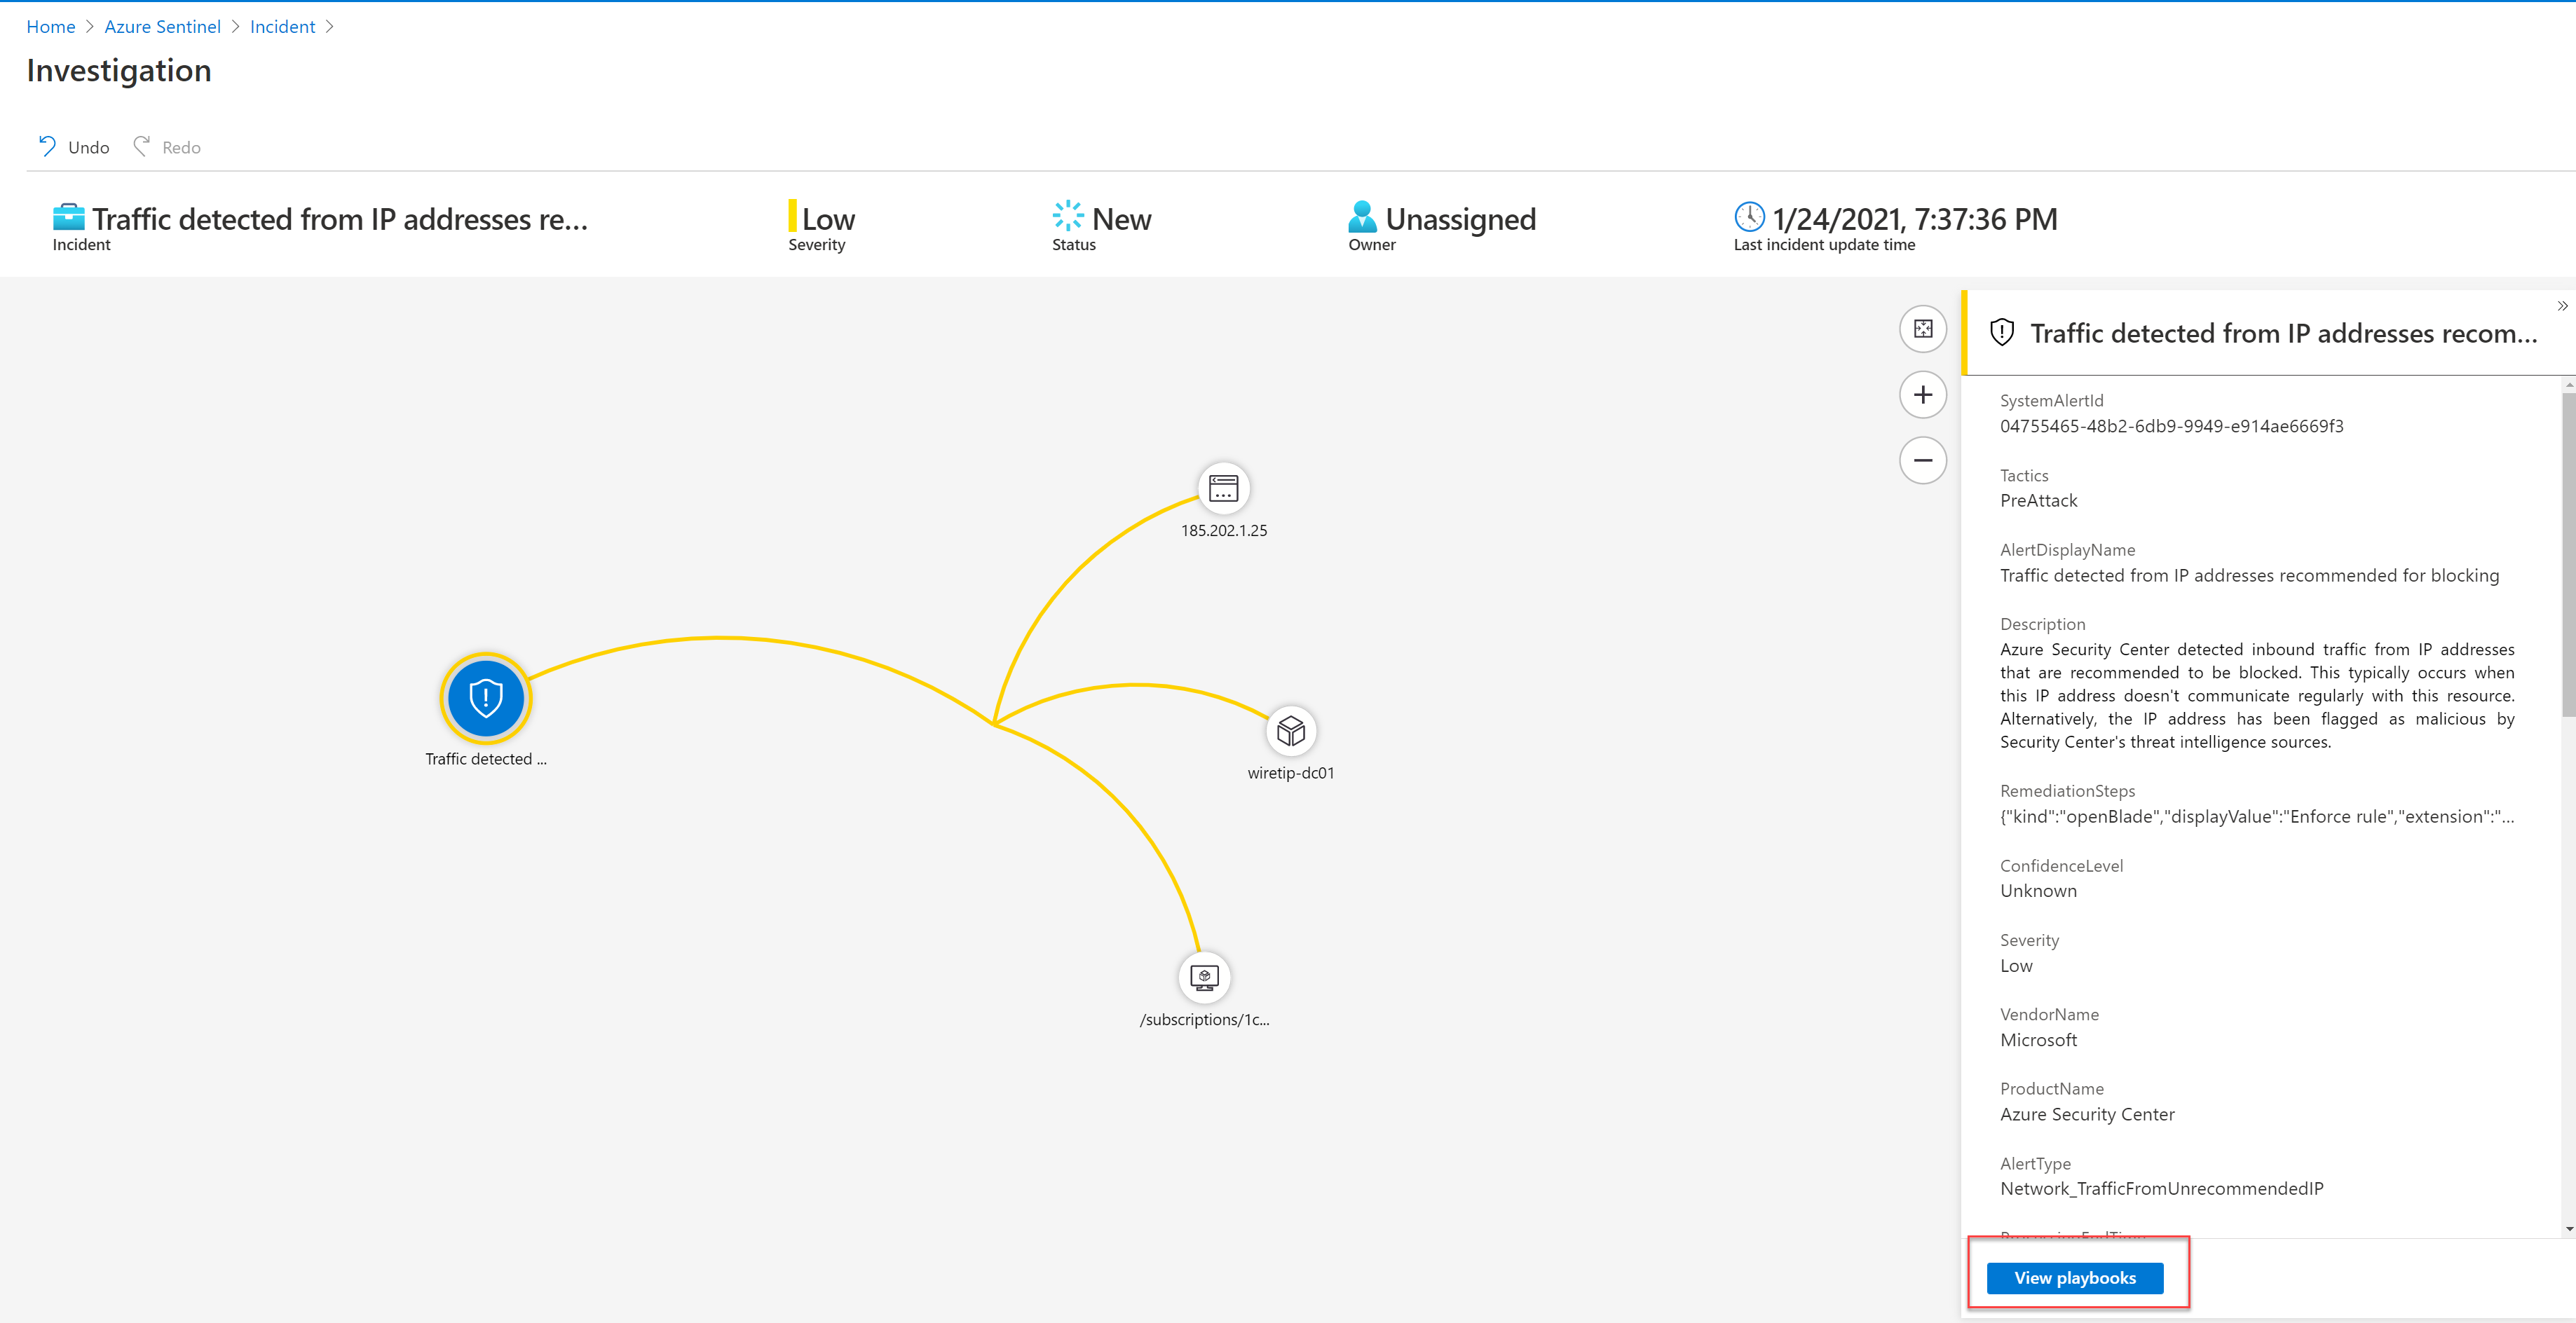 Home > Azure Sentinel > Incident >
Investigation
Undo Redo
Traffic detected from IP addresses re...
Incident
Low
Severity
New
Status
Unassigned
Owner
1/24/2021, 7:37:36 PM
Last incident update time
185.202.1.25
Traffic detected ...
wiretip-dc01
/subscriptions/1c...
Traffic detected from IP addresses recom...
SystemAlertId
04755465-48b2-6db9-9949-e914ae6669f3
Tactics
PreAttack
AlertDisplayName
Traffic detected from IP addresses recommended for blocking
Description
Azure Security Center detected inbound traffic from IP addresses
that are recommended to be blocked. This typically occurs when
this IP address doesn't communicate regularly with this resource.
Alternatively, the IP address has been flagged as malicious by
Security Center's threat intelligence sources.
RemediationSteps
{"kind":"openBlade","displayValue":"Enforce rule","extension":"...
ConfidenceLevel
Unknown
Severity
Low
VendorName
Microsoft
ProductName
Azure Security Center
AlertType
Network_TrafficFromUnrecommendedIP
View playbooks